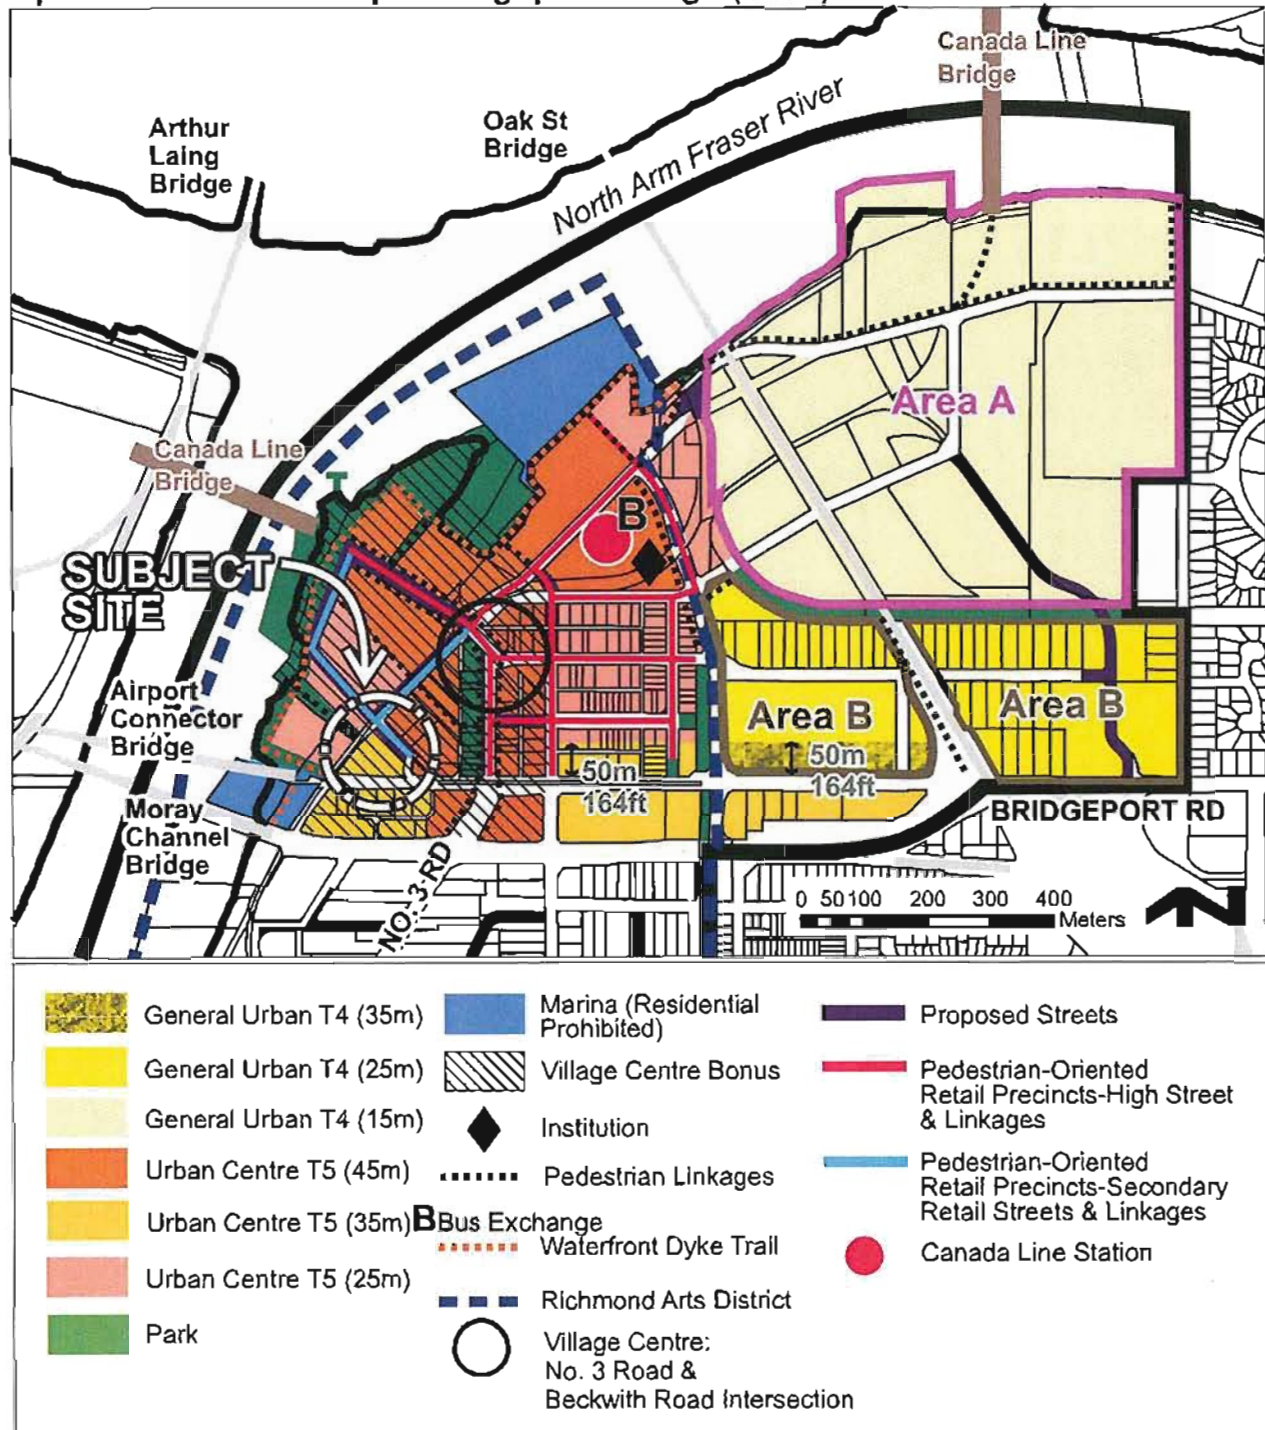 Canada Line
Bridge
Arthur
Laing
Bridge
Oak St
Bridge
North Arm Fraser River
Area A
Canada Line
Bridge
T
B
SUBJECT
SITE
Airport
Connector
Bridge
Area B
Area B
50m
164ft
50m
164ft
Moray
Channel
Bridge
BRIDGEPORT RD
NO. 3 RD
0 50 100 200 300 400
Meters
N
General Urban T4 (35m)
General Urban T4 (25m)
General Urban T4 (15m)
Urban Centre T5 (45m)
Urban Centre T5 (35m)
Urban Centre T5 (25m)
Park
Marina (Residential
Prohibited)
Village Centre Bonus
Institution
Pedestrian Linkages
B Bus Exchange
Waterfront Dyke Trail
Richmond Arts District
Village Centre:
No. 3 Road &
Beckwith Road Intersection
Proposed Streets
Pedestrian-Oriented
Retail Precincts-High Street
& Linkages
Pedestrian-Oriented
Retail Precincts-Secondary
Retail Streets & Linkages
Canada Line Station